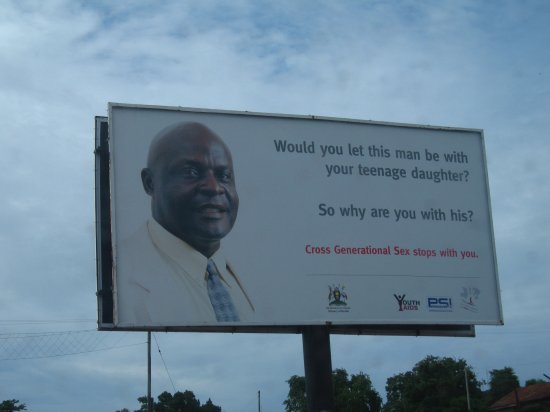 Would you let this man be with
your teenage daughter?
So why are you with his?
Cross Generational Sex stops with you.
YOUTH
AIDS
PSI